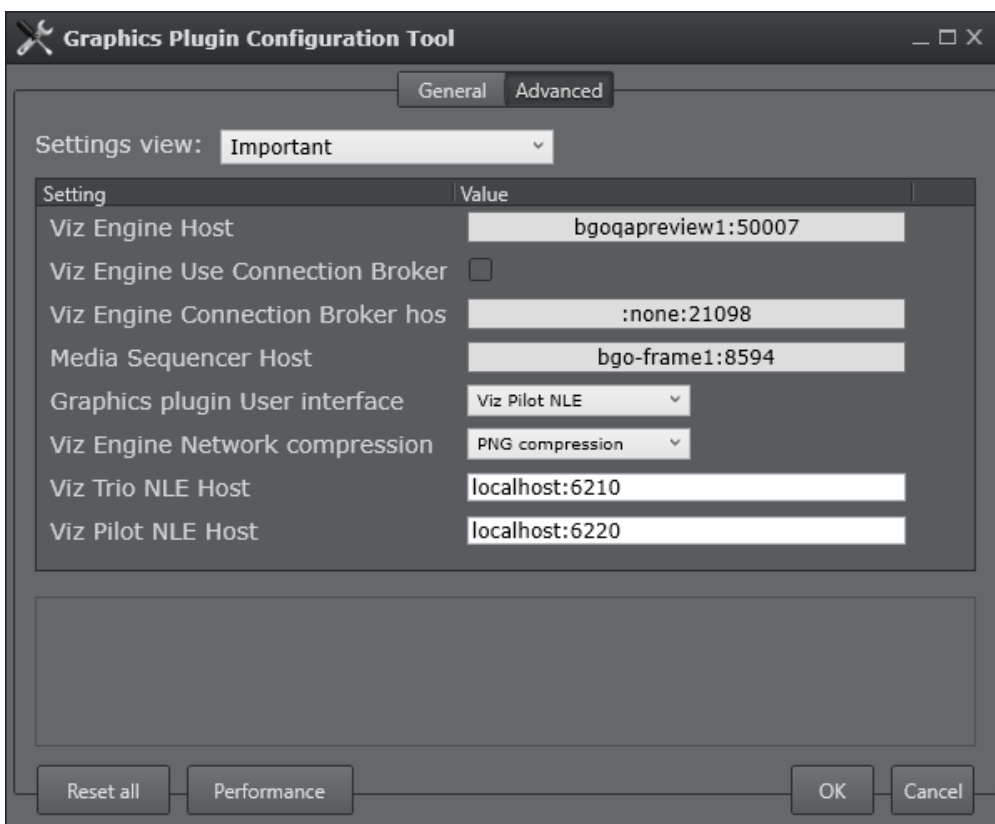 Graphics Plugin Configuration Tool
General Advanced
Settings view: Important
Setting Value
Viz Engine Host bgoqapreview1:50007
Viz Engine Use Connection Broker
Viz Engine Connection Broker hos :none:21098
Media Sequencer Host bgo-frame1:8594
Graphics plugin User interface Viz Pilot NLE
Viz Engine Network compression PNG compression
Viz Trio NLE Host localhost:6210
Viz Pilot NLE Host localhost:6220
Reset all Performance OK Cancel